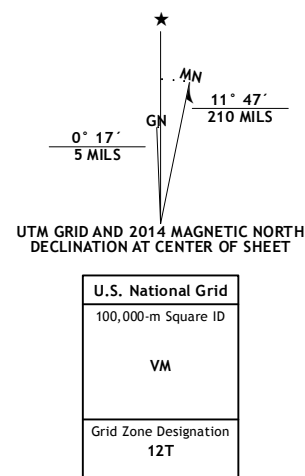 ★
MN
GN
11° 47´
210 MILS
0° 17´
5 MILS
UTM GRID AND 2014 MAGNETIC NORTH
DECLINATION AT CENTER OF SHEET
U.S. National Grid
100,000-m Square ID
VM
Grid Zone Designation
12T